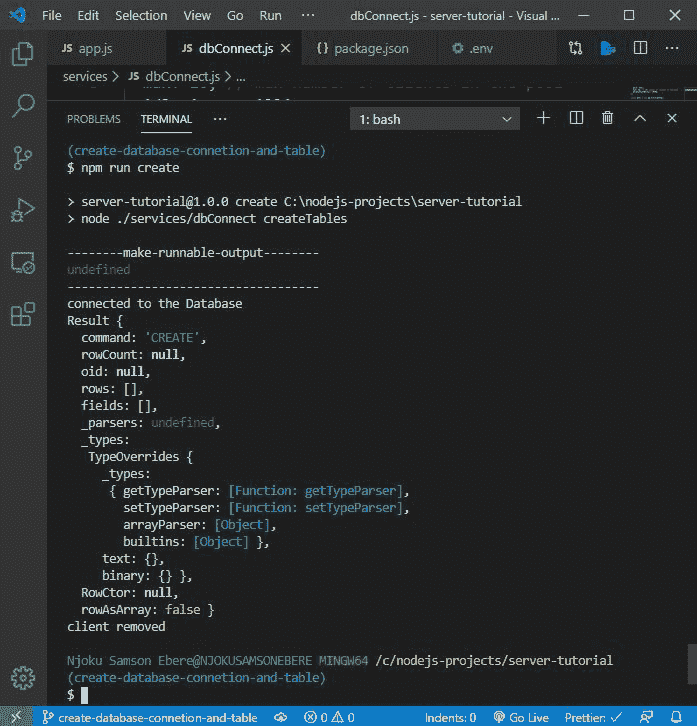 File Edit Selection View Go Run ··· dbConnect.js - server-tutorial - Visual ...
JS app.js JS dbConnect.js {} package.json .env ···
services > JS dbConnect.js > ...
PROBLEMS TERMINAL ··· 1: bash
(create-database-connetion-and-table)
$ npm run create
> server-tutorial@1.0.0 create C:\nodejs-projects\server-tutorial
> node ./services/dbConnect createTables
--------make-runnable-output--------
undefined
------------------------------------
connected to the Database
Result {
command: 'CREATE',
rowCount: null,
oid: null,
rows: [],
fields: [],
_parsers: undefined,
_types:
TypeOverrides {
_types:
{ getTypeParser: [Function: getTypeParser],
setTypeParser: [Function: setTypeParser],
arrayParser: [Object],
builtins: [Object] },
text: {},
binary: {} },
RowCtor: null,
rowAsArray: false }
client removed
Njoku Samson Ebere@NJOKUSAMSONEBERE MINGW64 /c/nodejs-projects/server-tutorial
(create-database-connetion-and-table)
$
create-database-connetion-and-table 0 0 Indents: 0 Go Live Prettier: ✓